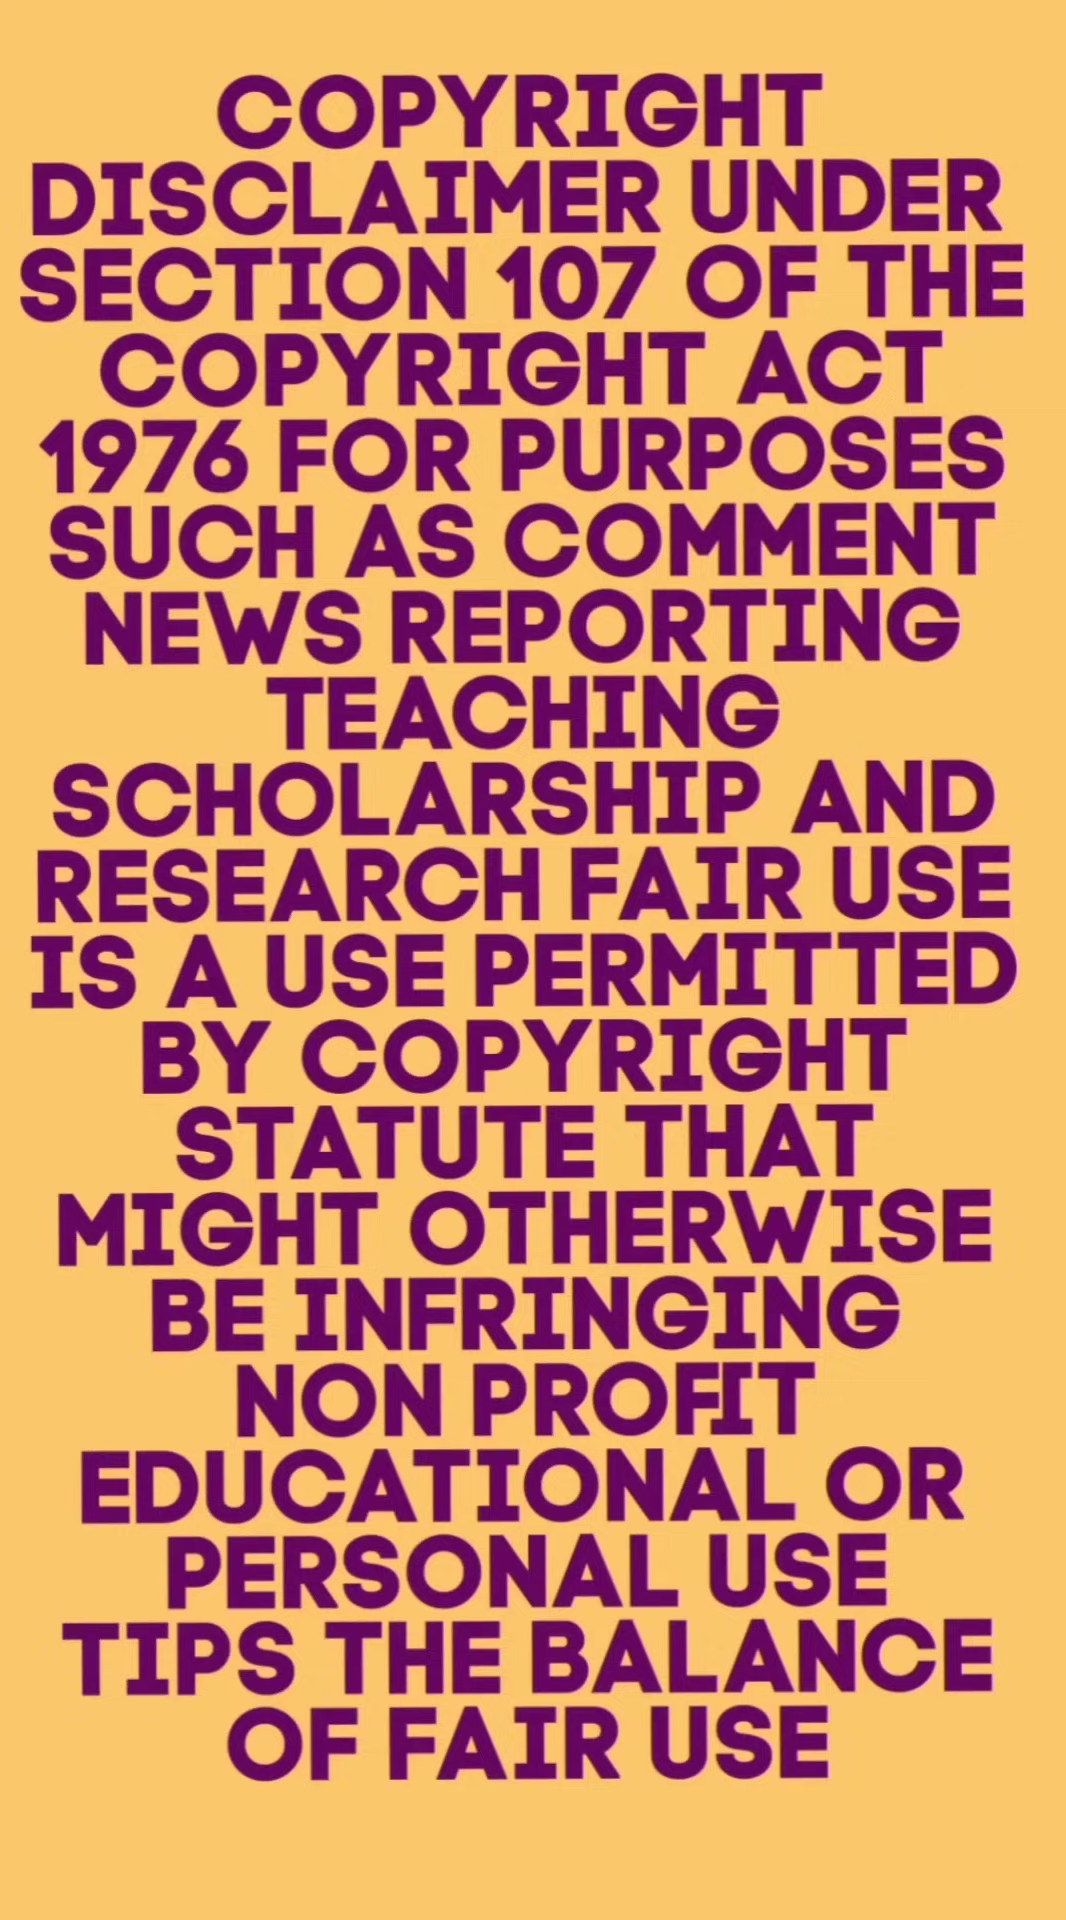 COPYRIGHT
DISCLAIMER UNDER
SECTION 107 OF THE
COPYRIGHT ACT
1976 FOR PURPOSES
SUCH AS COMMENT
NEWS REPORTING
TEACHING
SCHOLARSHIP AND
RESEARCH FAIR USE
IS A USE PERMITTED
BY COPYRIGHT
STATUTE THAT
MIGHT OTHERWISE
BE INFRINGING
NON PROFIT
EDUCATIONAL OR
PERSONAL USE
TIPS THE BALANCE
OF FAIR USE